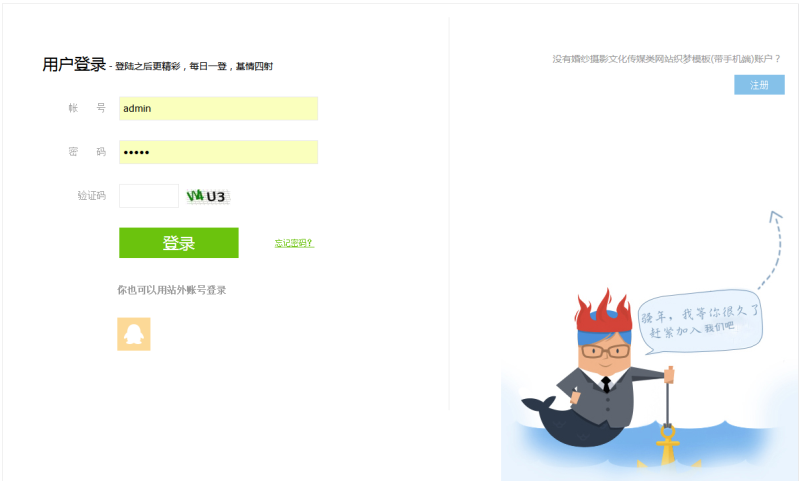 用户登录 - 登陆之后更精彩，每日一登，基情四射
帐 号 admin
密 码 •••••
验证码 W4U3
登录 忘记密码？
你也可以用站外账号登录
没有婚纱摄影文化传媒类网站织梦模板(带手机端)账户？
注册
骚年，我等你很久了
赶紧加入我们吧